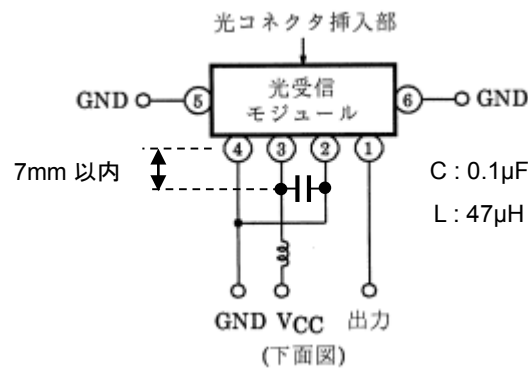 光コネクタ挿入部
GND 5 光受信 6 GND
モジュール
4 3 2 1
7mm 以内
C : 0.1μF
L : 47μH
GND VCC 出力
(下面図)